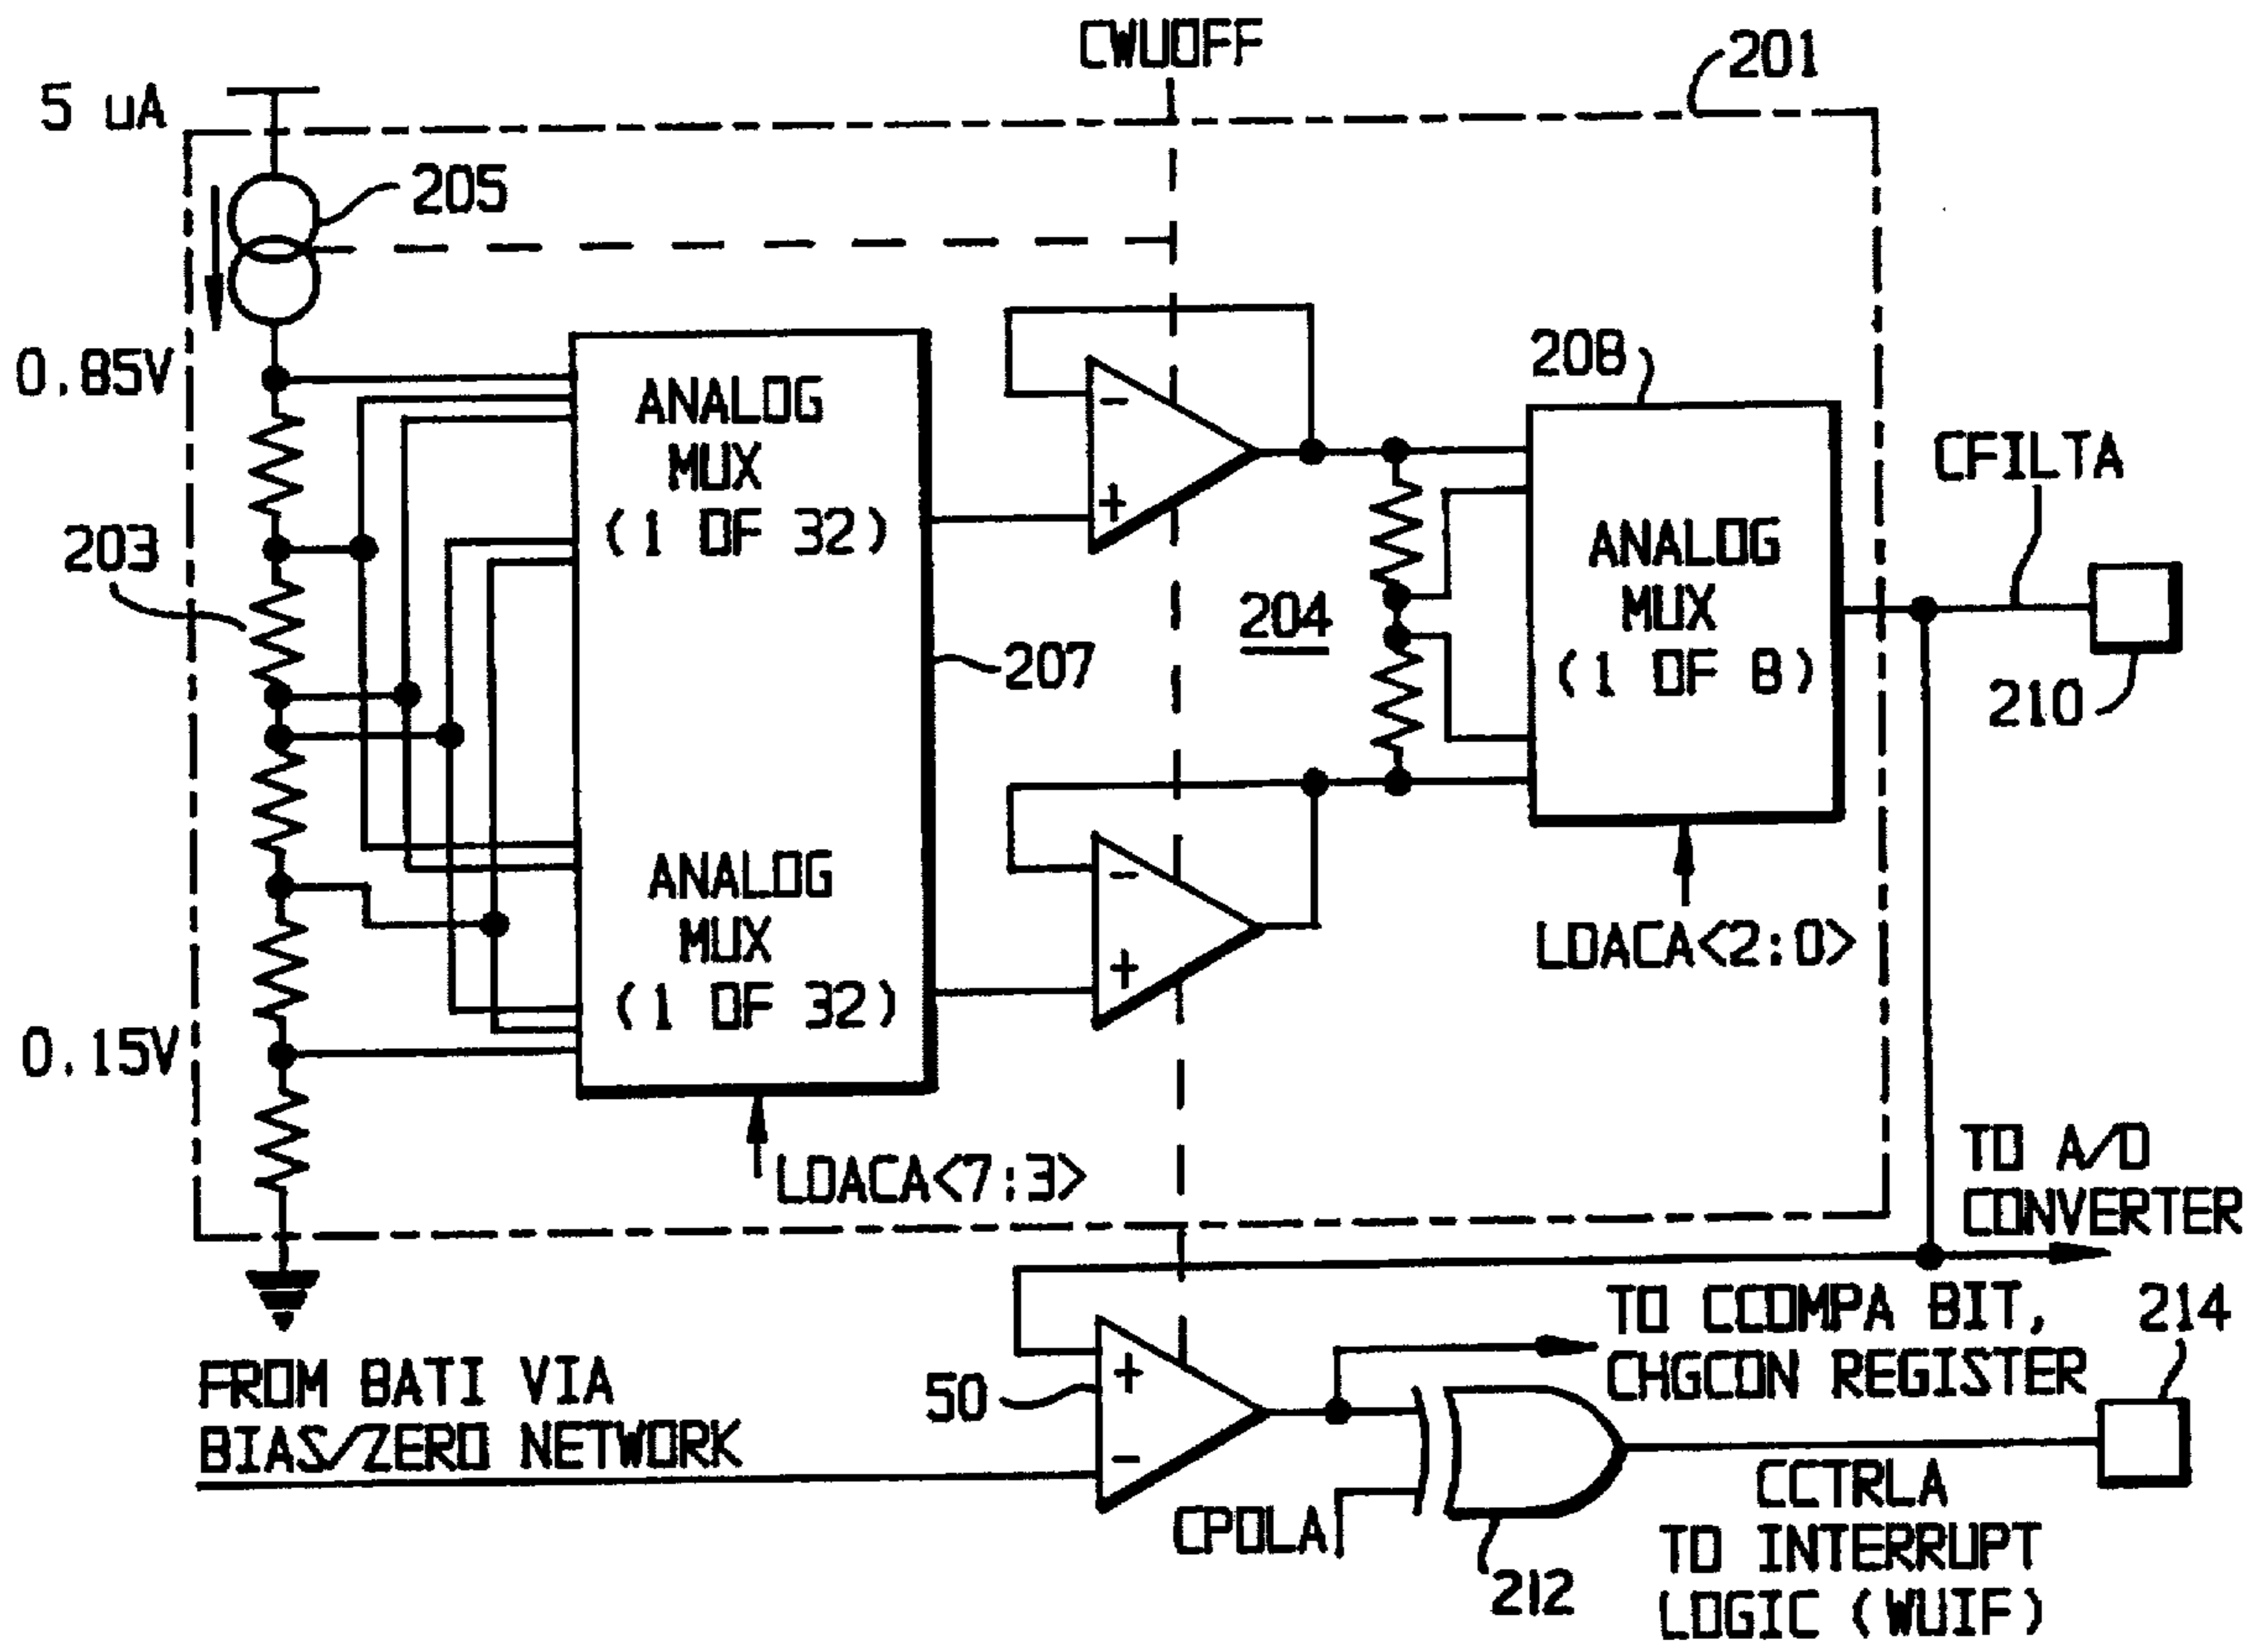 CWUOFF
201
5 uA
205
0.85V
ANALOG
MUX
(1 OF 32)
-
+
208
CFILTA
203
204
ANALOG
MUX
(1 OF 8)
207
210
ANALOG
MUX
(1 OF 32)
-
+
LDACA<2:0>
0.15V
LDACA<7:3>
TO A/D
CONVERTER
FROM BATI VIA
BIAS/ZERO NETWORK
50
+
-
TO CCOMPA BIT,
CHGCON REGISTER
214
CPOLA
212
CCTRLA
TO INTERRUPT
LOGIC (WUIF)